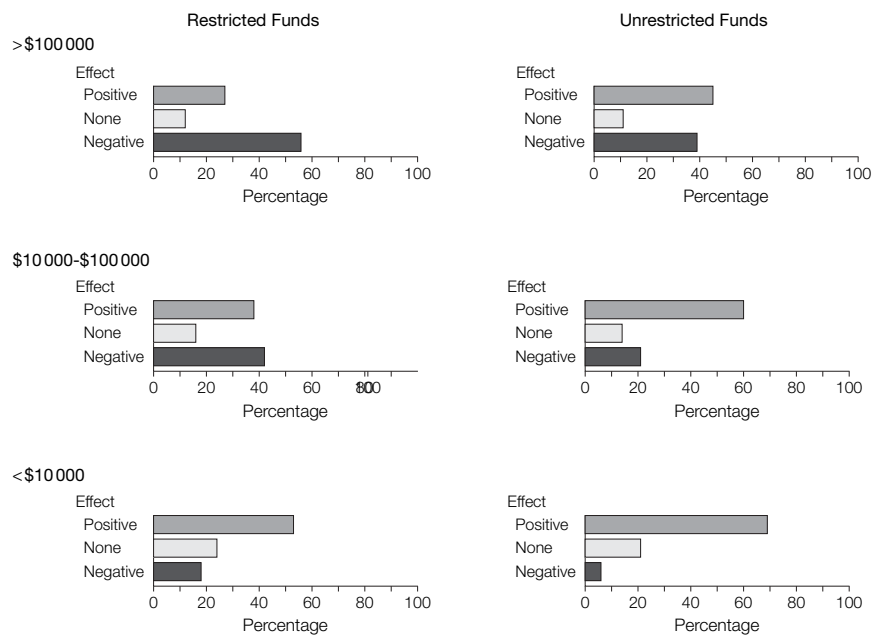 Restricted Funds
Unrestricted Funds
>$100 000
Effect
Positive
None
Negative
0 20 40 60 80 100
Percentage
Effect
Positive
None
Negative
0 20 40 60 80 100
Percentage
$10 000-$100 000
Effect
Positive
None
Negative
0 20 40 60 80 100
Percentage
Effect
Positive
None
Negative
0 20 40 60 80 100
Percentage
<$10 000
Effect
Positive
None
Negative
0 20 40 60 80 100
Percentage
Effect
Positive
None
Negative
0 20 40 60 80 100
Percentage